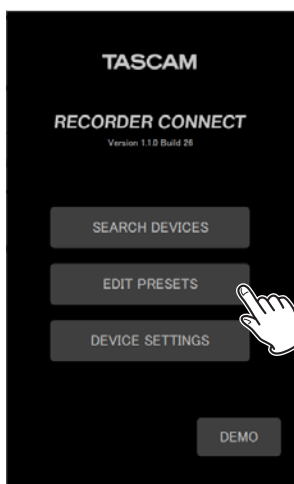 TASCAM
RECORDER CONNECT
Version 1.1.0 Build 26
SEARCH DEVICES
EDIT PRESETS
DEVICE SETTINGS
DEMO